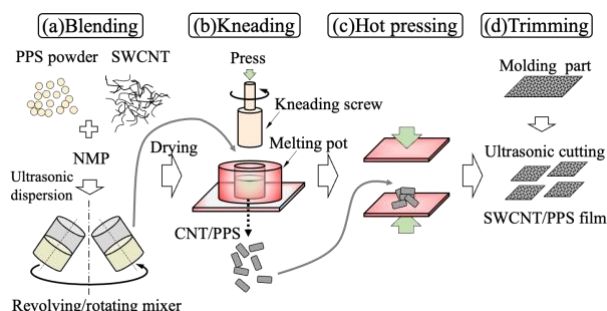 (a)Blending
PPS powder
SWCNT
NMP
Ultrasonic
dispersion
Revolving/rotating mixer
(b)Kneading
Press
Kneading screw
Melting pot
Drying
CNT/PPS
(c)Hot pressing
(d)Trimming
Molding part
Ultrasonic cutting
SWCNT/PPS film